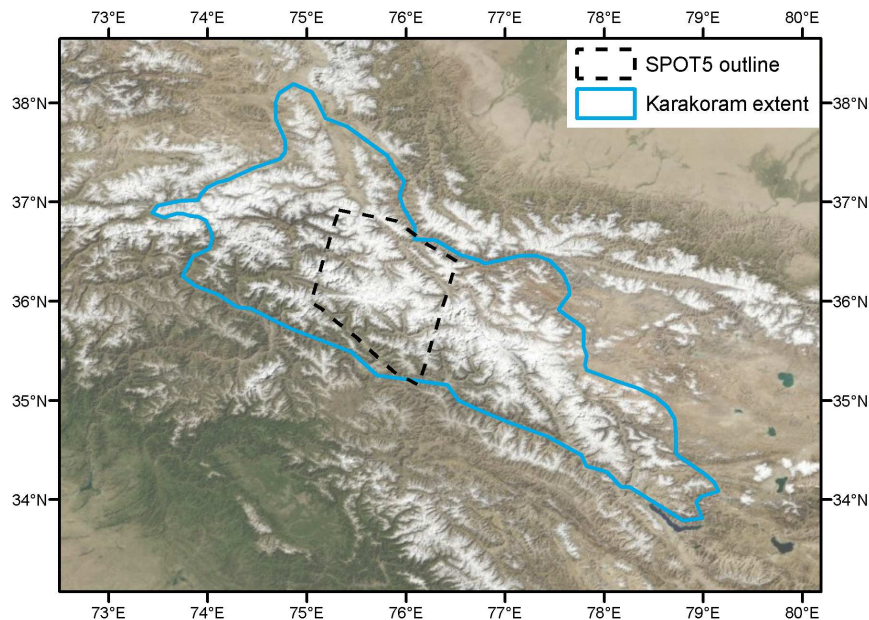 73°E 74°E 75°E 76°E 77°E 78°E 79°E 80°E
SPOT5 outline
Karakoram extent
38°N 38°N
37°N 37°N
36°N 36°N
35°N 35°N
34°N 34°N
73°E 74°E 75°E 76°E 77°E 78°E 79°E 80°E